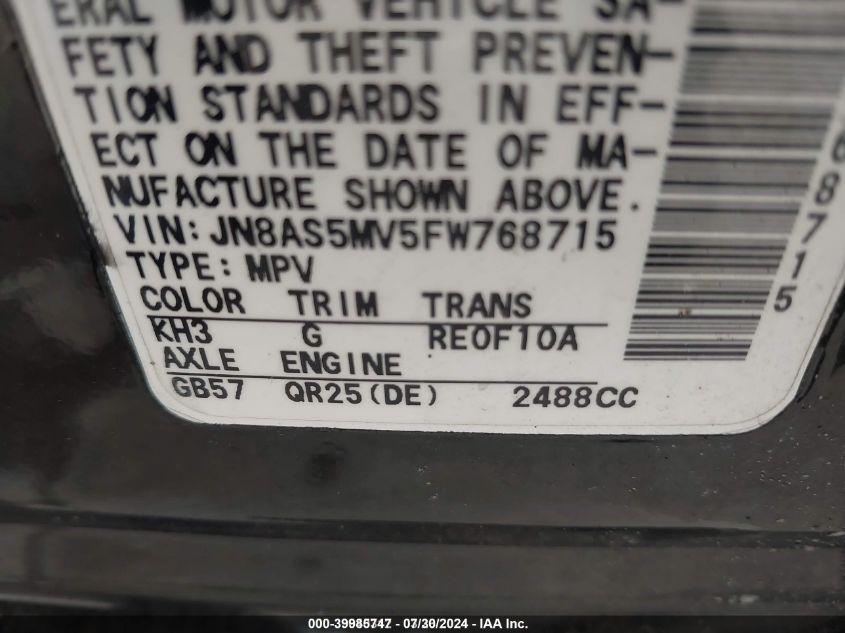 ERAL MOTOR VEHICLE SA-
FETY AND THEFT PREVEN-
TION STANDARDS IN EFF-
ECT ON THE DATE OF MA-
NUFACTURE SHOWN ABOVE.
VIN: JN8AS5MV5FW768715
TYPE: MPV
COLOR TRIM TRANS
KH3 G RE0F10A
AXLE ENGINE
GB57 QR25(DE) 2488CC
68715
000-39985747 - 07/30/2024 - IAA Inc.